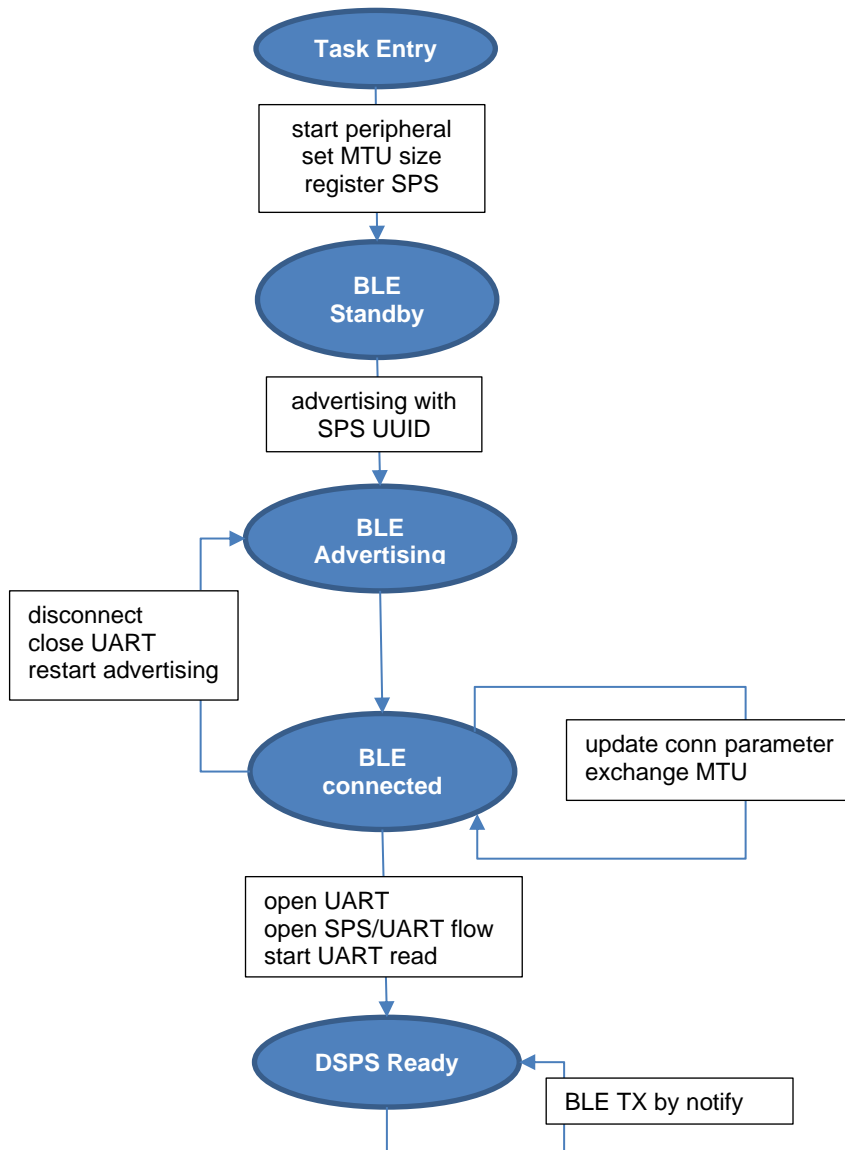 Task Entry
start peripheral
set MTU size
register SPS
BLE
Standby
advertising with
SPS UUID
BLE
Advertising
disconnect
close UART
restart advertising
BLE
connected
update conn parameter
exchange MTU
open UART
open SPS/UART flow
start UART read
DSPS Ready
BLE TX by notify